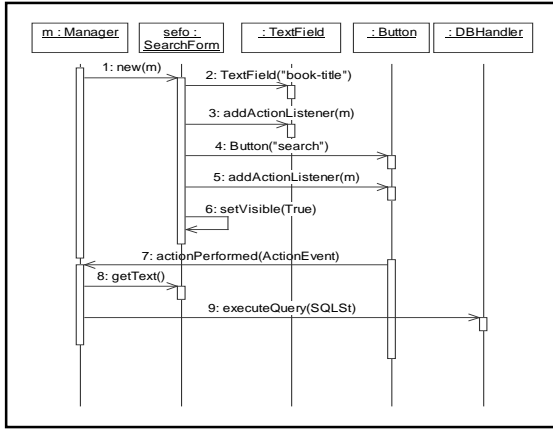 m : Manager
sefo :
SearchForm
: TextField
: Button
: DBHandler
1: new(m)
2: TextField("book-title")
3: addActionListener(m)
4: Button("search")
5: addActionListener(m)
6: setVisible(True)
7: actionPerformed(ActionEvent)
8: getText()
9: executeQuery(SQLSt)